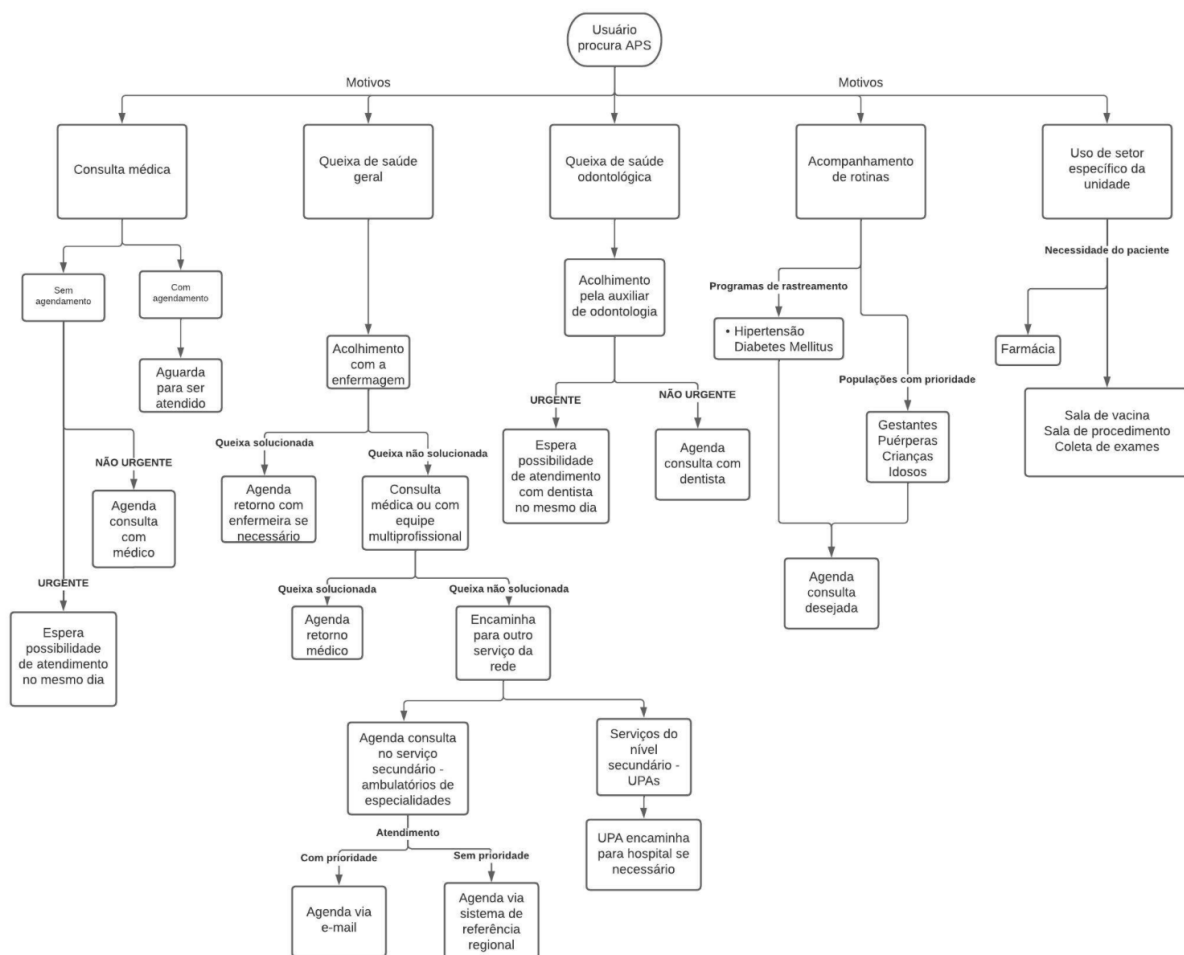 Usuário
procura APS
Motivos
Motivos
Consulta médica
Queixa de saúde
geral
Queixa de saúde
odontológica
Acompanhamento
de rotinas
Uso de setor
específico da
unidade
Sem
agendamento
Com
agendamento
Aguarda
para ser
atendido
NÃO URGENTE
Agenda
consulta
com
médico
URGENTE
Espera
possibilidade
de atendimento
no mesmo dia
Acolhimento
com a
enfermagem
Queixa solucionada
Queixa não solucionada
Agenda
retorno com
enfermeira se
necessário
Consulta
médica ou com
equipe
multiprofissional
Queixa solucionada
Queixa não solucionada
Agenda
retorno
médico
Encaminha
para outro
serviço da
rede
Agenda consulta
no serviço
secundário -
ambulatórios de
especialidades
Serviços do
nível
secundário -
UPAs
Atendimento
Com prioridade
Sem prioridade
Agenda via
e-mail
Agenda via
sistema de
referência
regional
UPA encaminha
para hospital se
necessário
Acolhimento
pela auxiliar
de odontologia
URGENTE
NÃO URGENTE
Espera
possibilidade
de atendimento
com dentista
no mesmo dia
Agenda
consulta com
dentista
Programas de rastreamento
• Hipertensão
Diabetes Mellitus
Populações com prioridade
Gestantes
Puérperas
Crianças
Idosos
Agenda
consulta
desejada
Necessidade do paciente
Farmácia
Sala de vacina
Sala de procedimento
Coleta de exames